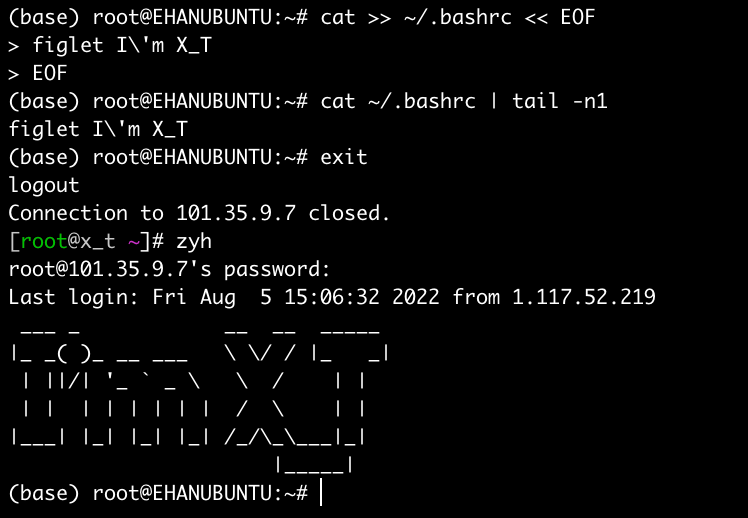 (base) root@EHANUBUNTU:~# cat >> ~/.bashrc << EOF
> figlet I\'m X_T
> EOF
(base) root@EHANUBUNTU:~# cat ~/.bashrc | tail -n1
figlet I\'m X_T
(base) root@EHANUBUNTU:~# exit
logout
Connection to 101.35.9.7 closed.
[root@x_t ~]# zyh
root@101.35.9.7's password:
Last login: Fri Aug  5 15:06:32 2022 from 1.117.52.219
 ___ _            __  __  _____
|_ _( )_ __ ___   \ \/ / |_   _|
 | ||/| '_ ` _ \   \  /    | |
 | |  | | | | | |  /  \    | |
|___| |_| |_| |_| /_/\_\___|_|
                      |_____|
(base) root@EHANUBUNTU:~#